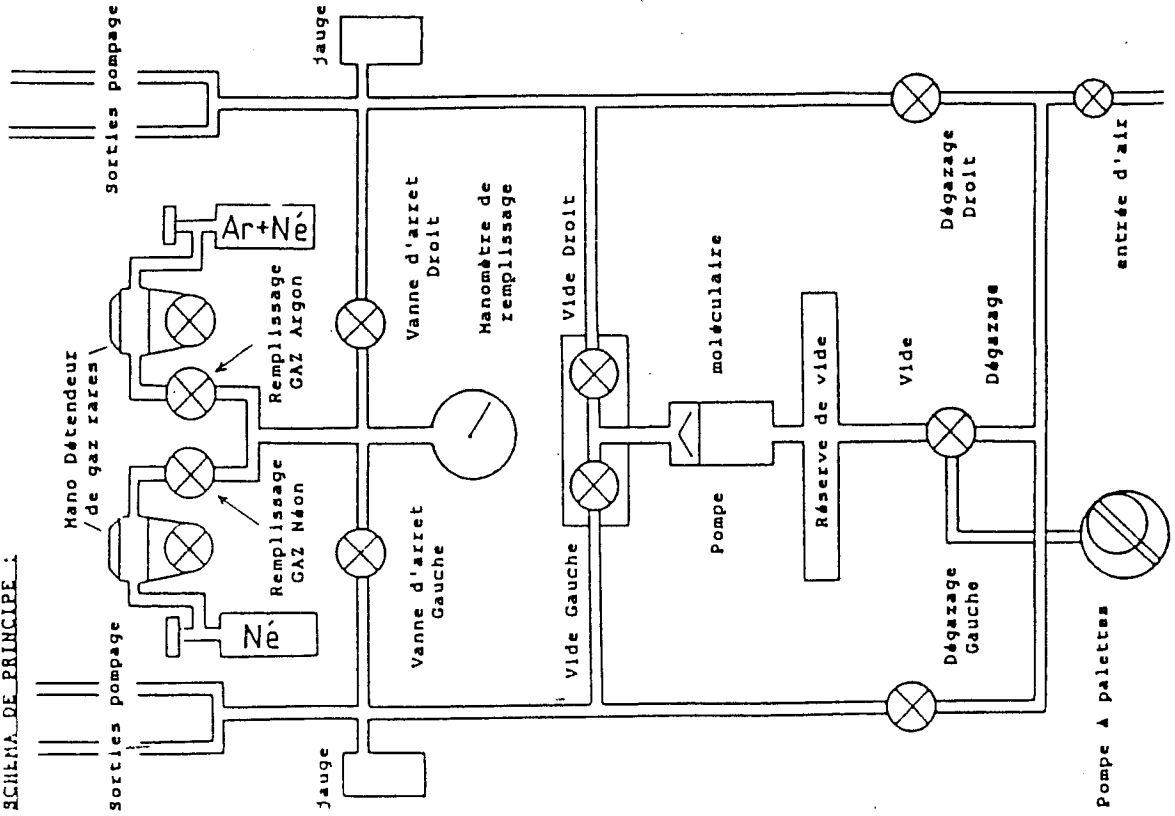 SCHEMA DE PRINCIPE :
Sorties pompage
Sorties pompage
Mano Détendeur
de gaz rares
Né
Ar+Né
Remplissage
GAZ Néon
Remplissage
GAZ Argon
jauge
jauge
Vanne d'arret
Gauche
Vanne d'arret
Droit
Manomètre de
remplissage
Vide Gauche
Vide Droit
Pompe
moléculaire
Réserve de vide
Vide
Dégazage
Gauche
Dégazage
Dégazage
Droit
Pompe à palettes
entrée d'air